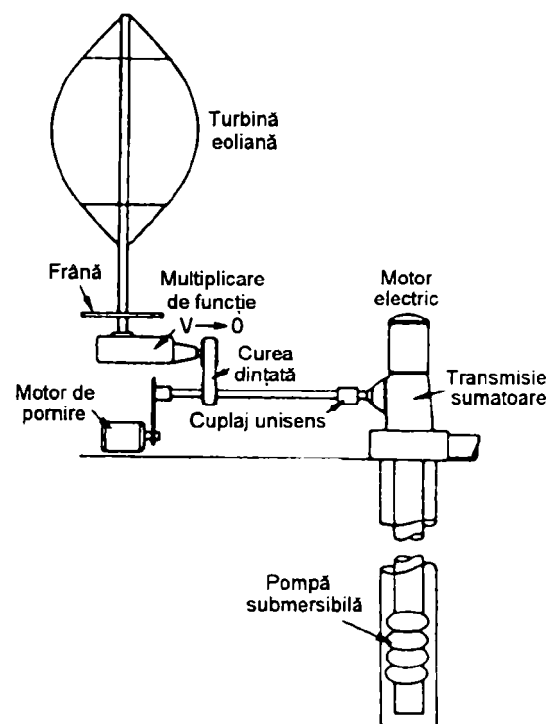 Turbină
eoliană
Frână
Multiplicare
de funcție
V → 0
Motor
electric
Curea
dințată
Transmisie
sumatoare
Motor de
pornire
Cuplaj unisens
Pompă
submersibilă